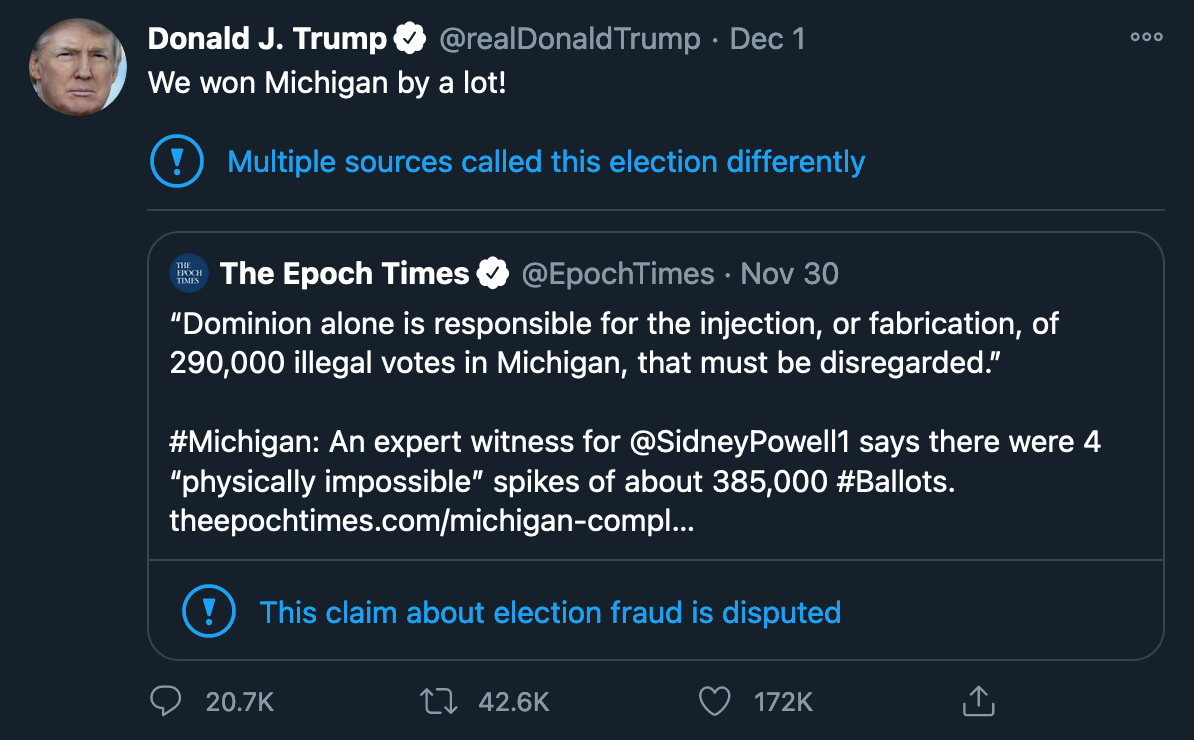 Donald J. Trump @realDonaldTrump · Dec 1
We won Michigan by a lot!
Multiple sources called this election differently
THE
EPOCH
TIMES
The Epoch Times @EpochTimes · Nov 30
“Dominion alone is responsible for the injection, or fabrication, of
290,000 illegal votes in Michigan, that must be disregarded.”
#Michigan: An expert witness for @SidneyPowell1 says there were 4
“physically impossible” spikes of about 385,000 #Ballots.
theepochtimes.com/michigan-compl...
This claim about election fraud is disputed
20.7K 42.6K 172K